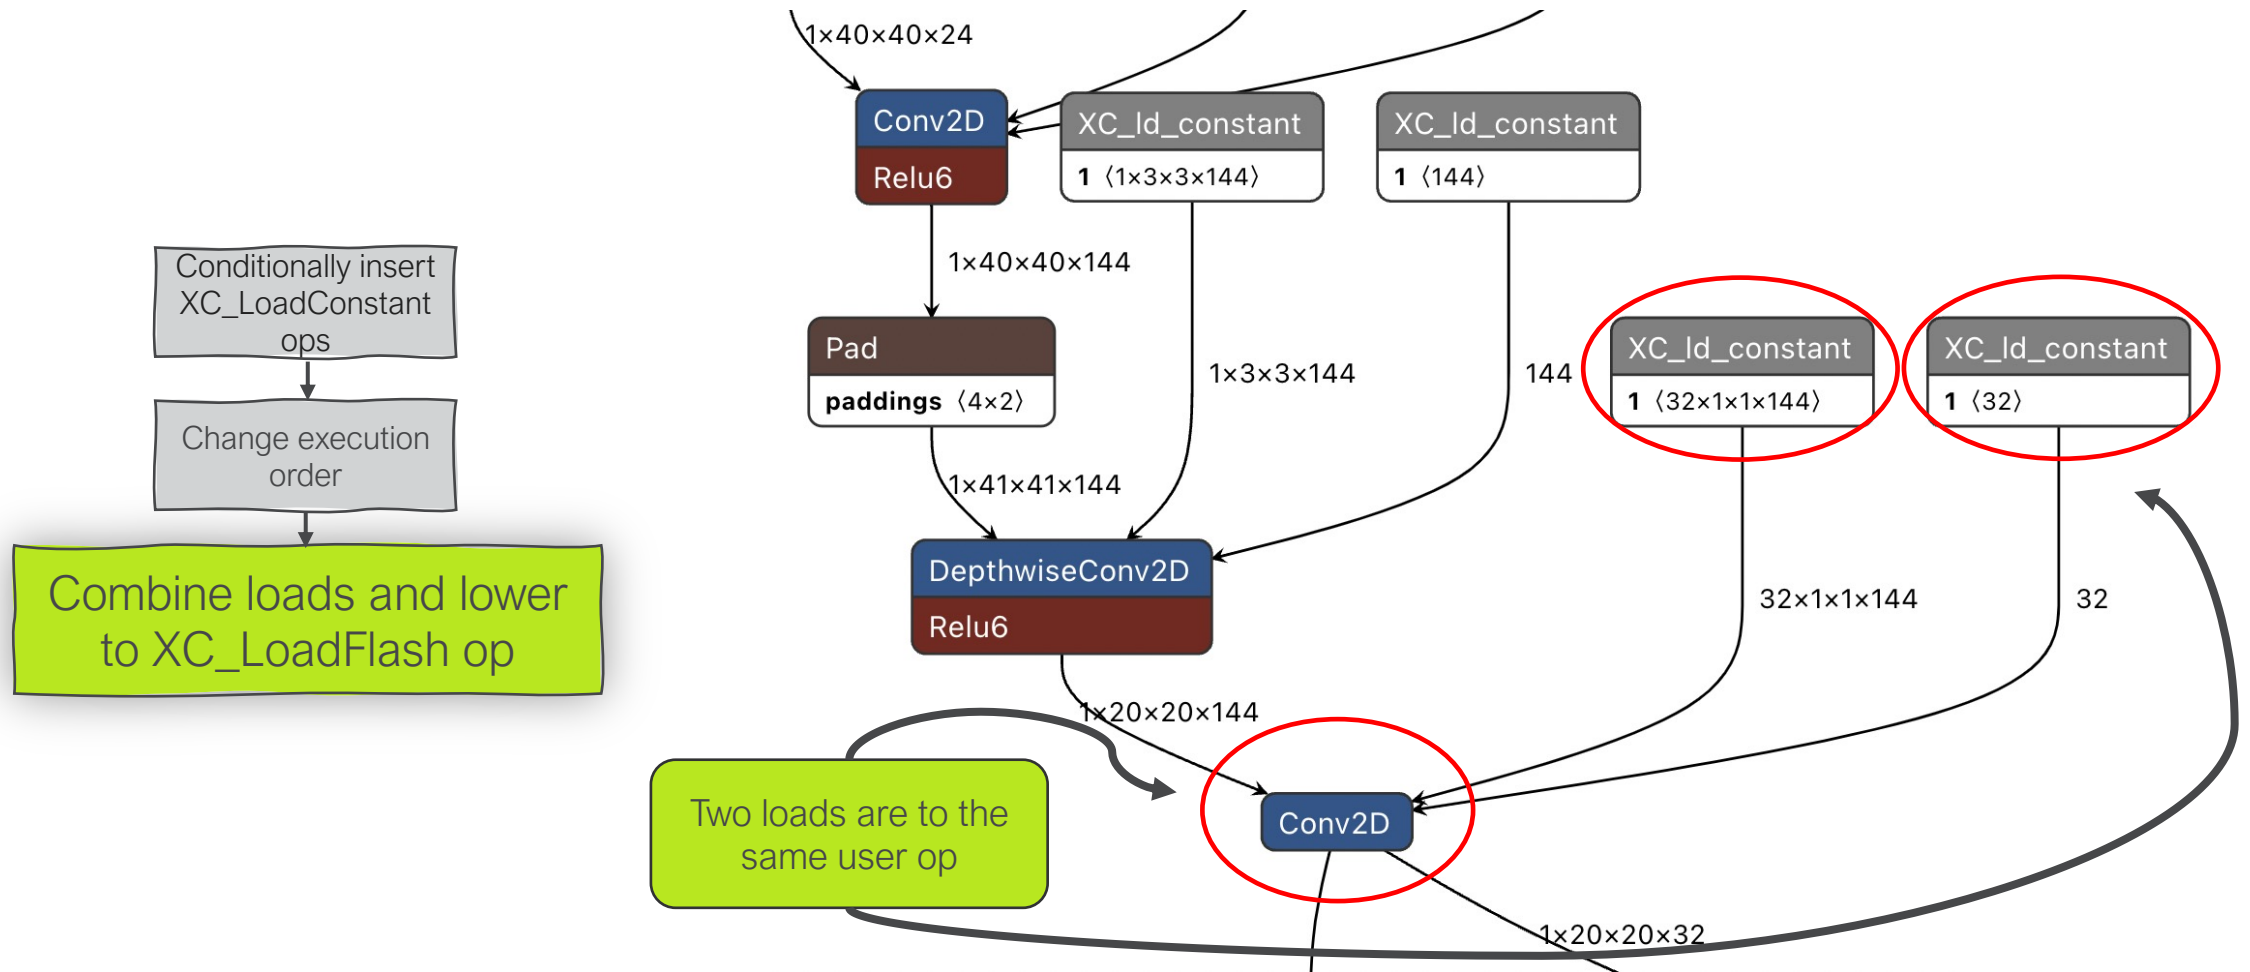 Conditionally insert
XC_LoadConstant
ops
Change execution
order
Combine loads and lower
to XC_LoadFlash op
1×40×40×24
Conv2D
Relu6
XC_ld_constant
1 ⟨1×3×3×144⟩
XC_ld_constant
1 ⟨144⟩
1×40×40×144
Pad
paddings ⟨4×2⟩
1×3×3×144
144
XC_ld_constant
1 ⟨32×1×1×144⟩
XC_ld_constant
1 ⟨32⟩
1×41×41×144
DepthwiseConv2D
Relu6
32×1×1×144
32
1×20×20×144
Two loads are to the
same user op
Conv2D
1×20×20×32